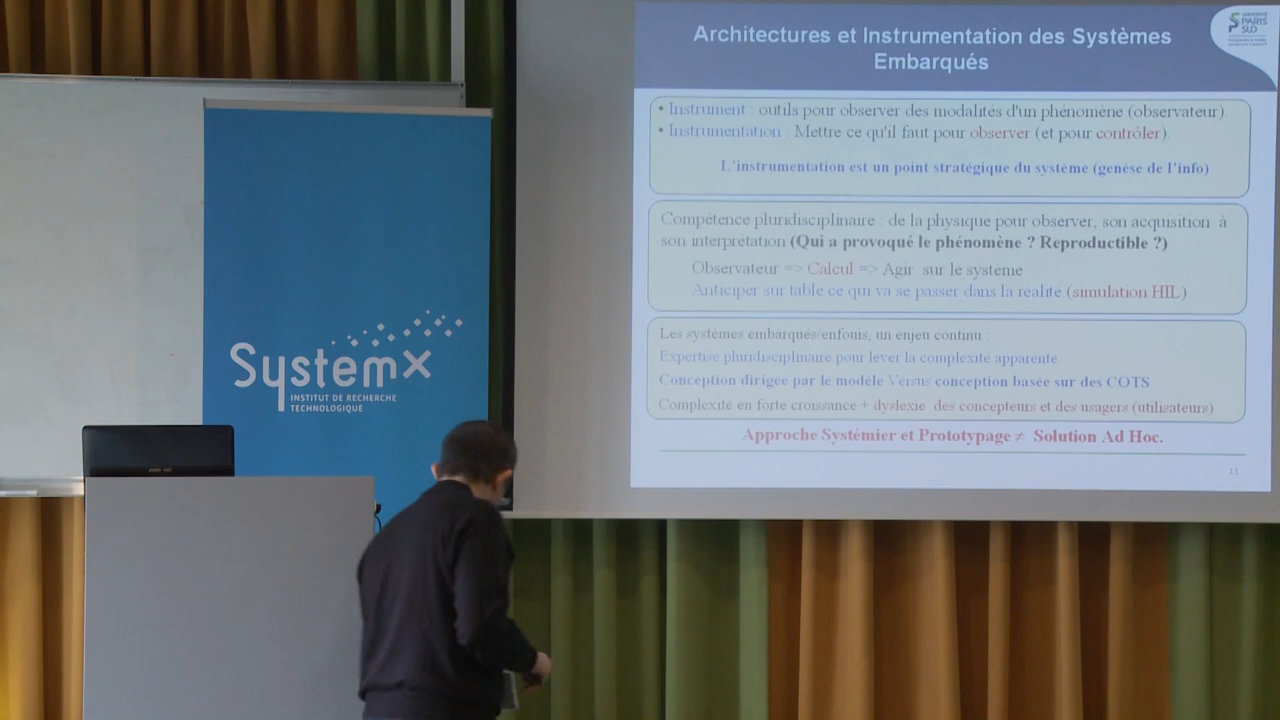 Architectures et Instrumentation des Systèmes
Embarqués
UNIVERSITÉ
PARIS
SUD
• Instrument : outils pour observer des modalités d'un phénomène (observateur).
• Instrumentation : Mettre ce qu'il faut pour observer (et pour contrôler).
L'instrumentation est un point stratégique du système (genèse de l'info)
Compétence pluridisciplinaire : de la physique pour observer, son acquisition à
son interprétation (Qui a provoqué le phénomène ? Reproductible ?)
Observateur => Calcul => Agir sur le système
Anticiper sur table ce qui va se passer dans la réalité (simulation HIL)
Les systèmes embarqués/enfouis, un enjeu continu :
Expertise pluridisciplinaire pour lever la complexité apparente.
Conception dirigée par le modèle Versus conception basée sur des COTS
Complexité en forte croissance + dyslexie des concepteurs et des usagers (utilisateurs)
Approche Systémier et Prototypage ≠ Solution Ad Hoc.
11
Systemx
INSTITUT DE RECHERCHE
TECHNOLOGIQUE